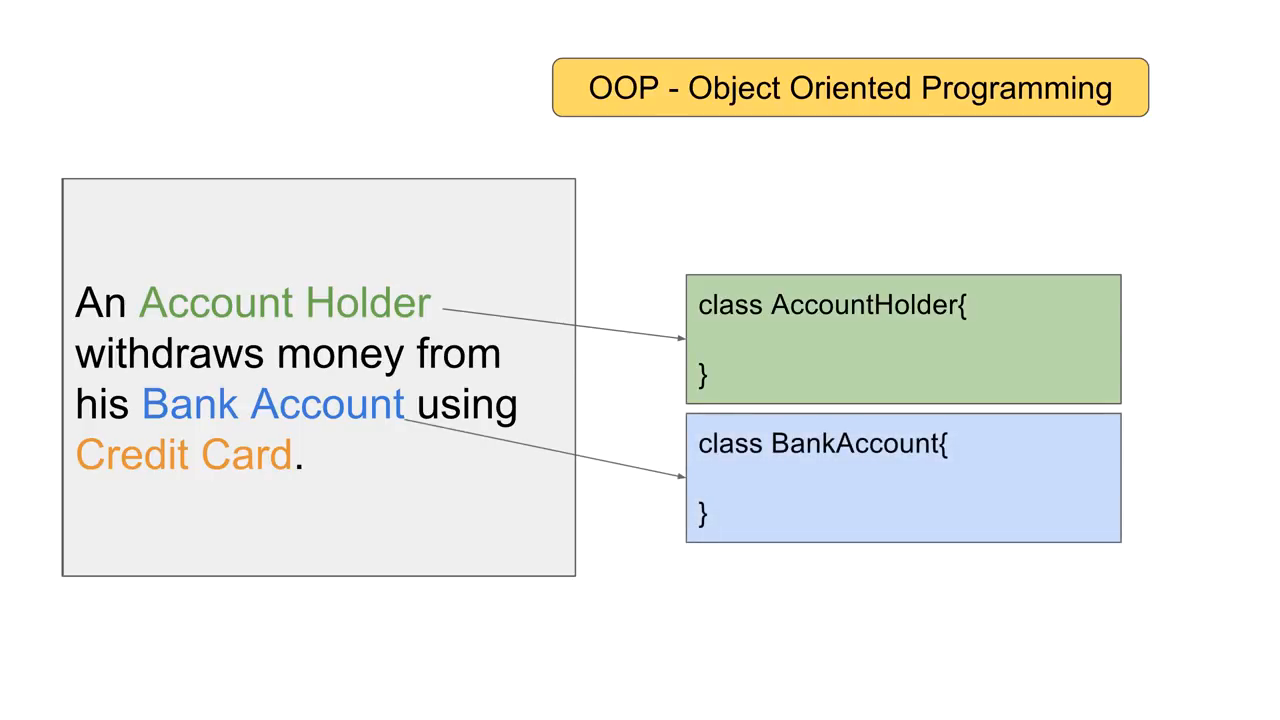 OOP - Object Oriented Programming
An Account Holder
withdraws money from
his Bank Account using
Credit Card.
class AccountHolder{
}
class BankAccount{
}